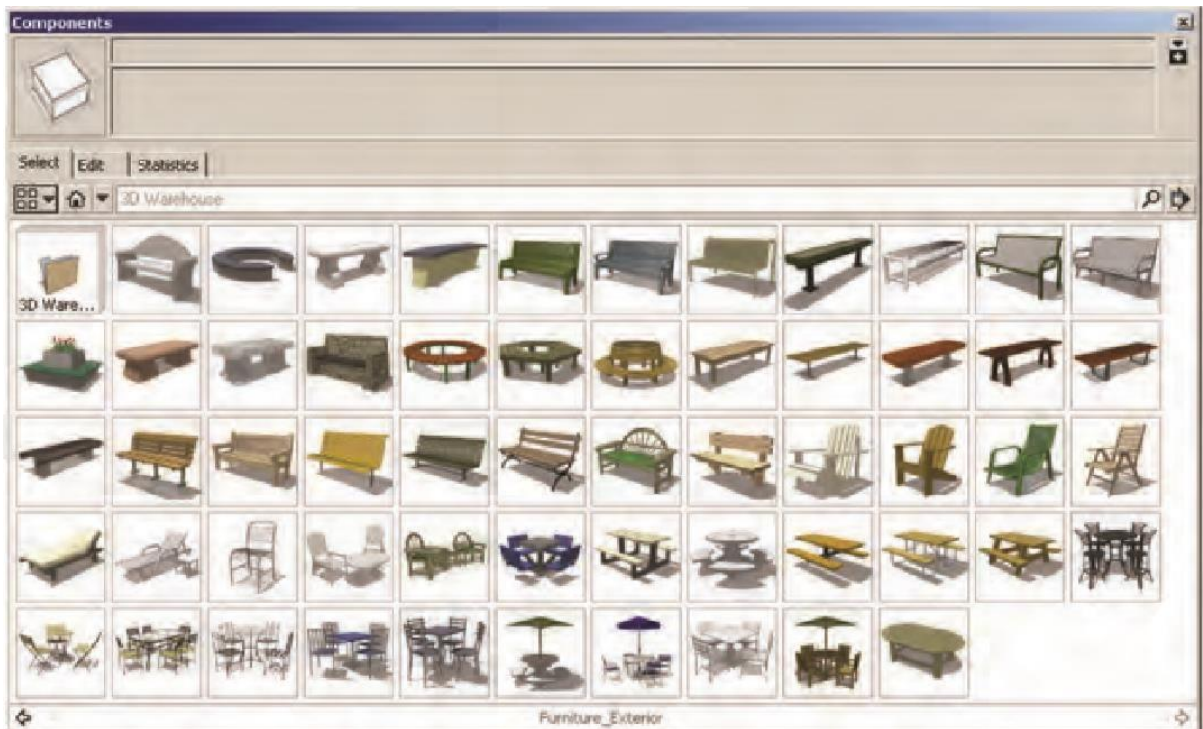 Components
Select Edit Statistics
3D Warehouse
3D Ware...
Furniture_Exterior